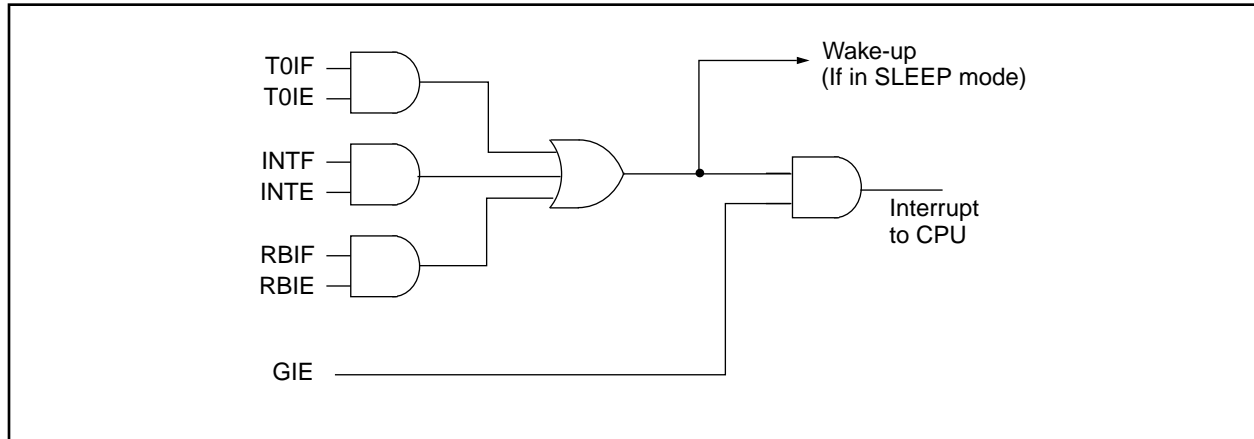 T0IF
T0IE
INTF
INTE
RBIF
RBIE
GIE
Wake-up
(If in SLEEP mode)
Interrupt
to CPU